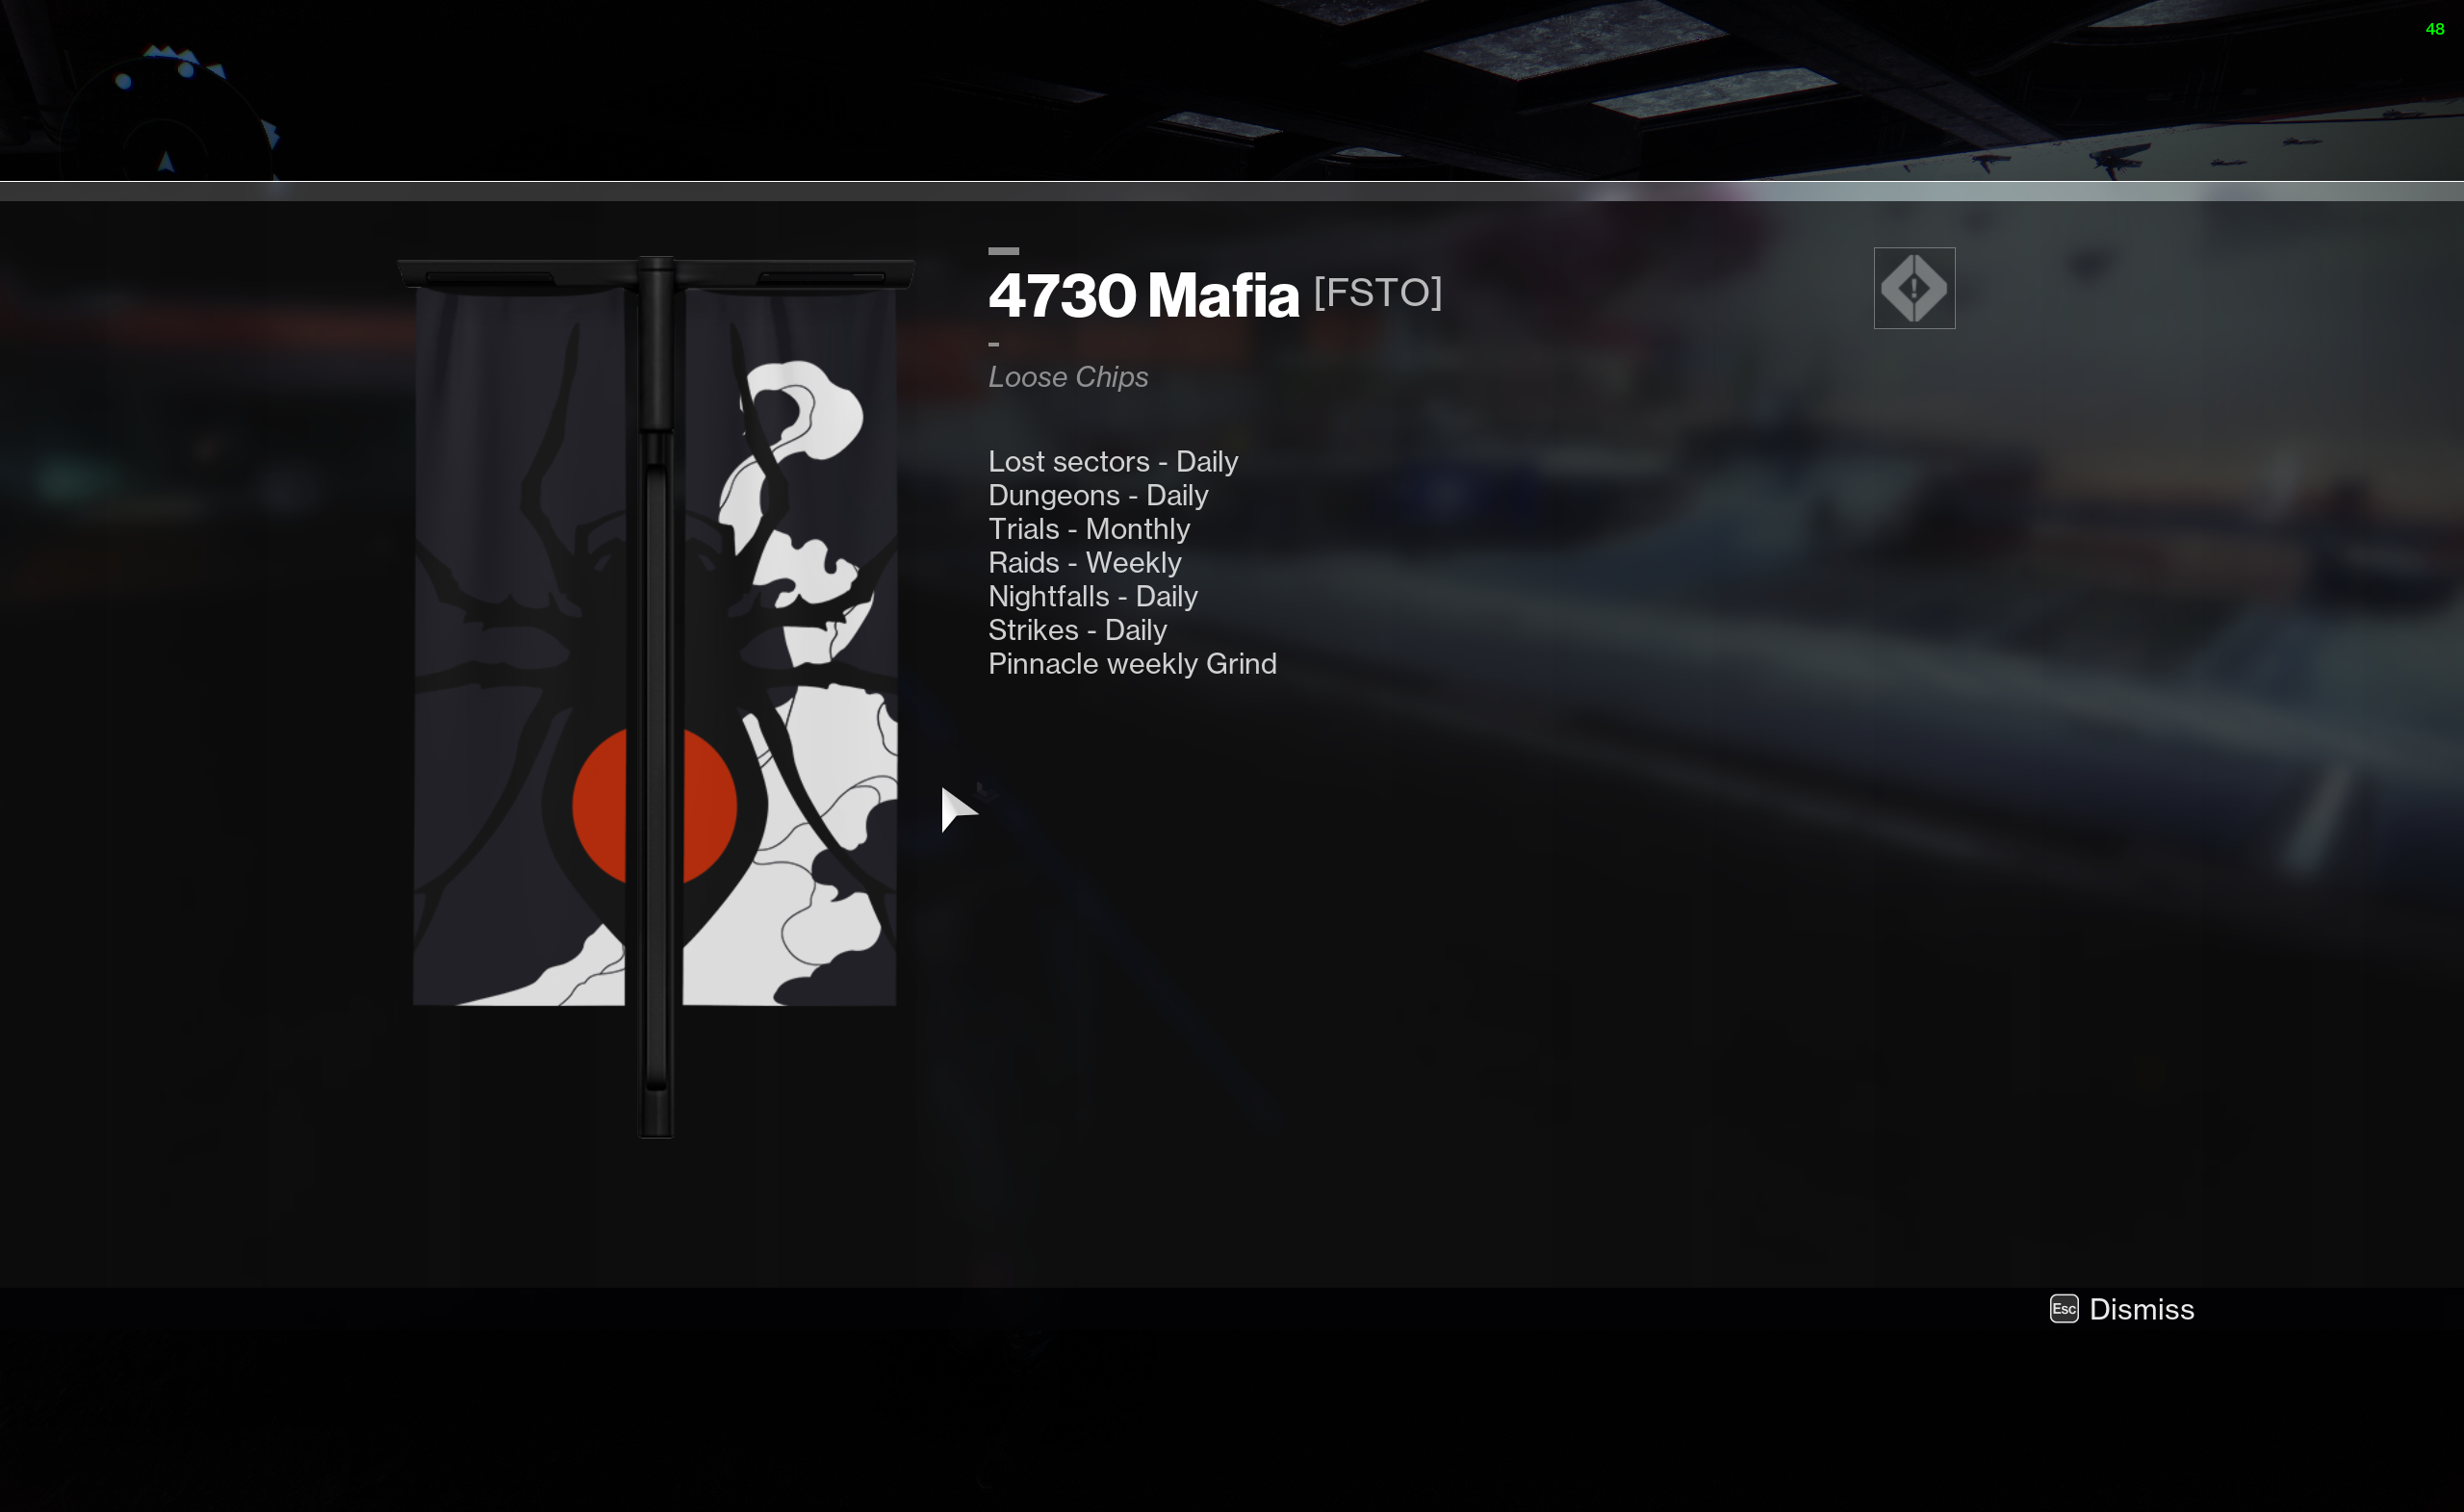 48
4730 Mafia [FSTO]
Loose Chips
Lost sectors - Daily
Dungeons - Daily
Trials - Monthly
Raids - Weekly
Nightfalls - Daily
Strikes - Daily
Pinnacle weekly Grind
Esc Dismiss